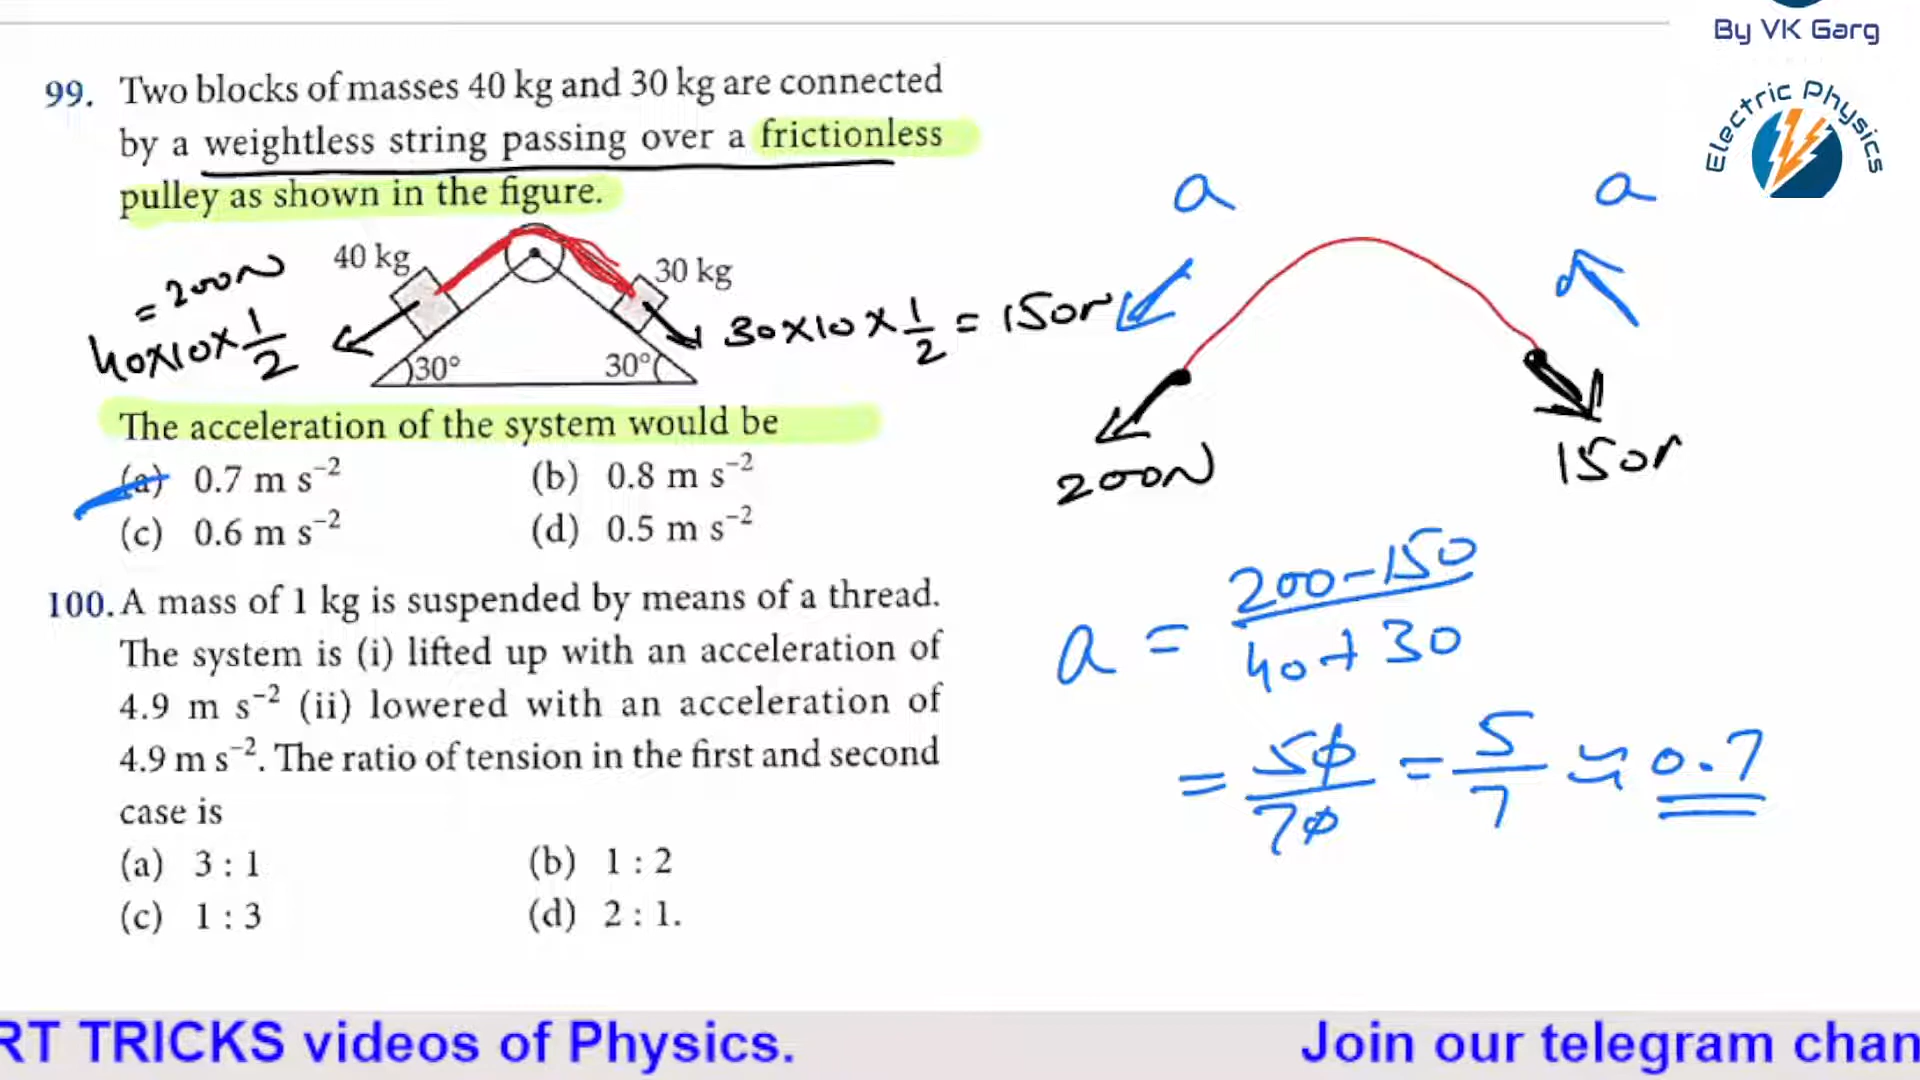 By VK Garg
Electric Physics
99. Two blocks of masses 40 kg and 30 kg are connected
by a weightless string passing over a frictionless
pulley as shown in the figure.
40 kg
30 kg
= 200N
40×10×1/2
30×10×1/2 = 150N
30°
30°
a
a
200N
150N
The acceleration of the system would be
(a) 0.7 m s⁻²
(b) 0.8 m s⁻²
(c) 0.6 m s⁻²
(d) 0.5 m s⁻²
a = 200-150/40+30
= 50/70 = 5/7 ≈ 0.7
100. A mass of 1 kg is suspended by means of a thread.
The system is (i) lifted up with an acceleration of
4.9 m s⁻² (ii) lowered with an acceleration of
4.9 m s⁻². The ratio of tension in the first and second
case is
(a) 3 : 1
(b) 1 : 2
(c) 1 : 3
(d) 2 : 1.
RT TRICKS videos of Physics.
Join our telegram chan